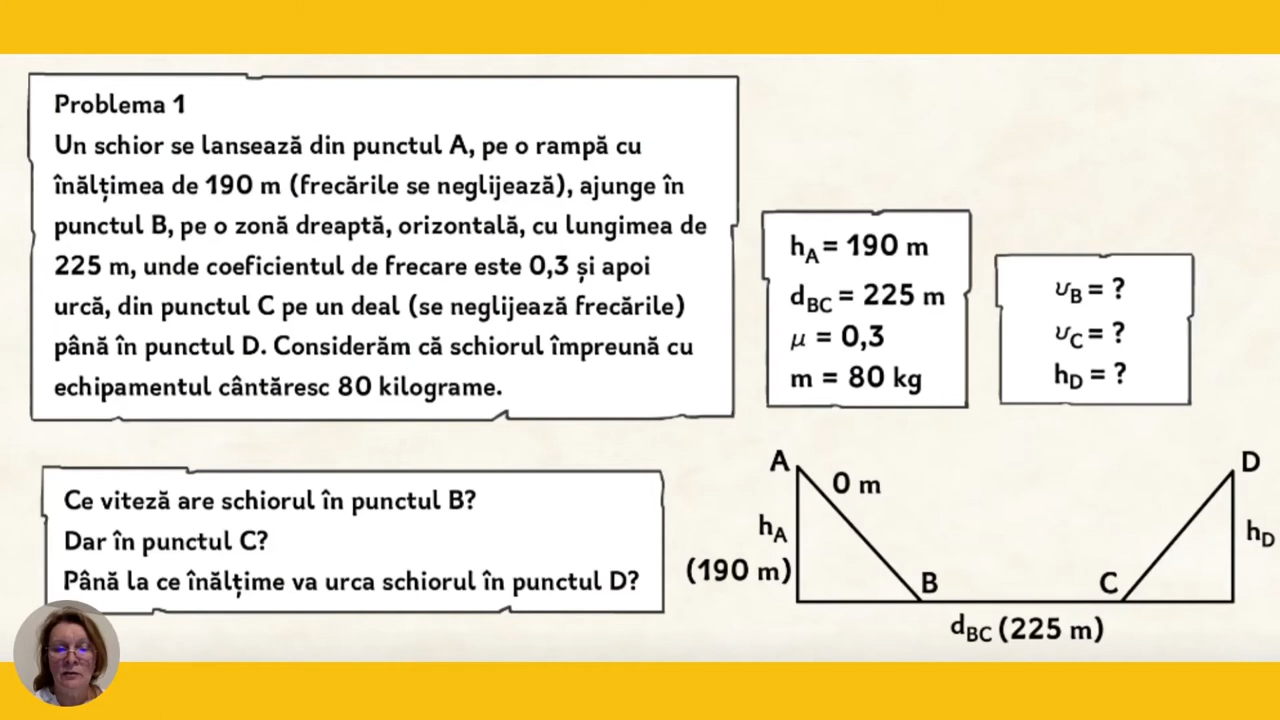 Problema 1
Un schior se lansează din punctul A, pe o rampă cu
înălțimea de 190 m (frecările se neglijează), ajunge în
punctul B, pe o zonă dreaptă, orizontală, cu lungimea de
225 m, unde coeficientul de frecare este 0,3 și apoi
urcă, din punctul C pe un deal (se neglijează frecările)
până în punctul D. Considerăm că schiorul împreună cu
echipamentul cântăresc 80 kilograme.
hA = 190 m
dBC = 225 m
μ = 0,3
m = 80 kg
υB = ?
υC = ?
hD = ?
Ce viteză are schiorul în punctul B?
Dar în punctul C?
Până la ce înălțime va urca schiorul în punctul D?
A
0 m
hA
(190 m)
B
C
D
hD
dBC (225 m)